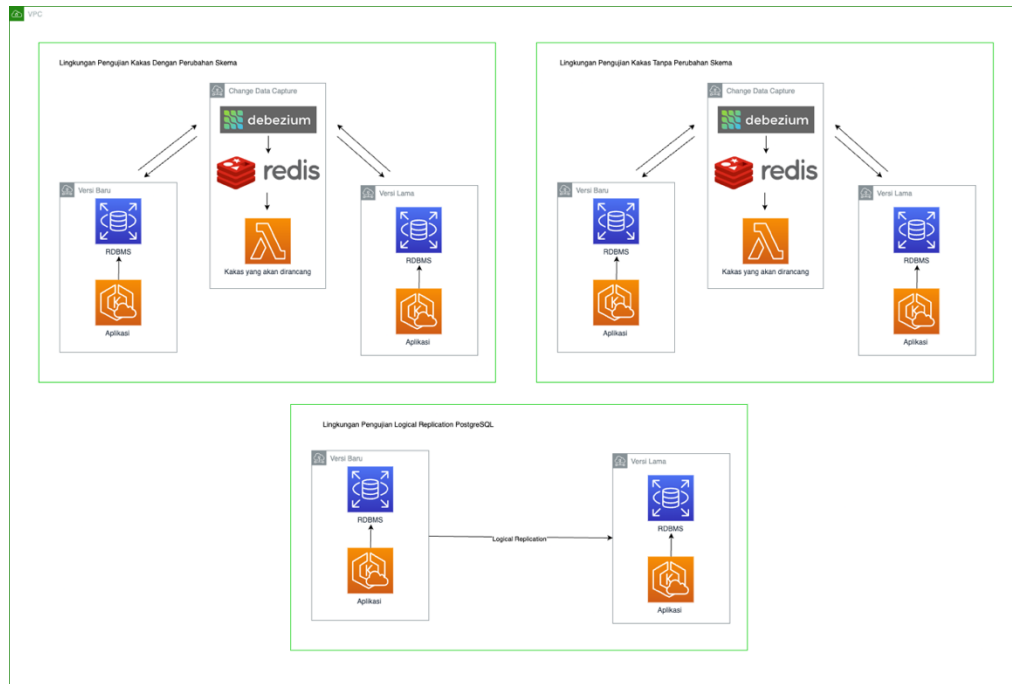 VPC
Lingkungan Pengujian Kakas Dengan Perubahan Skema
Change Data Capture
debezium
redis
Kakas yang akan dirancang
Versi Baru
RDBMS
Aplikasi
Versi Lama
RDBMS
Aplikasi
Lingkungan Pengujian Kakas Tanpa Perubahan Skema
Change Data Capture
debezium
redis
Kakas yang akan dirancang
Versi Baru
RDBMS
Aplikasi
Versi Lama
RDBMS
Aplikasi
Lingkungan Pengujian Logical Replication PostgreSQL
Versi Baru
RDBMS
Aplikasi
Logical Replication
Versi Lama
RDBMS
Aplikasi